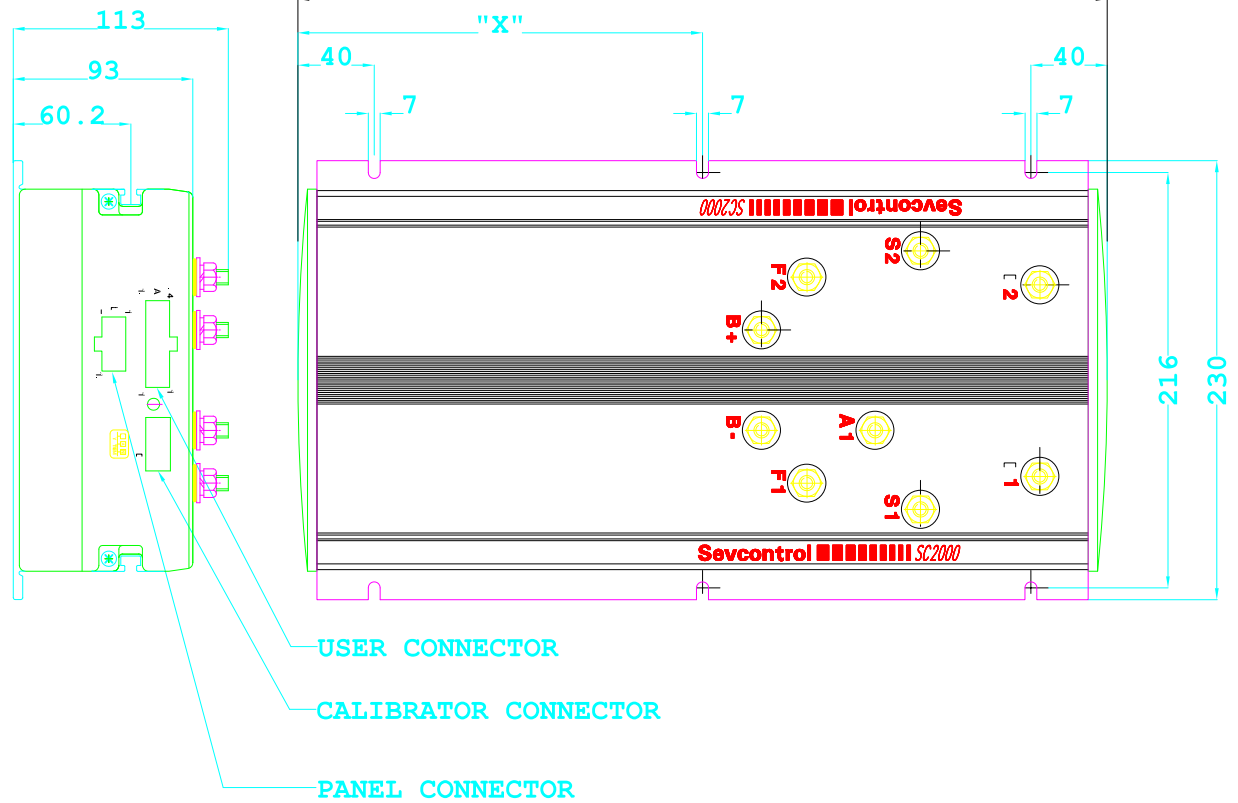 113
"X"
40
40
93
7
7
7
60.2
Sevcontrol SC2000
S2
F2
2
B+
216
230
B-
A1
F1
1
S1
Sevcontrol SC2000
USER CONNECTOR
CALIBRATOR CONNECTOR
PANEL CONNECTOR